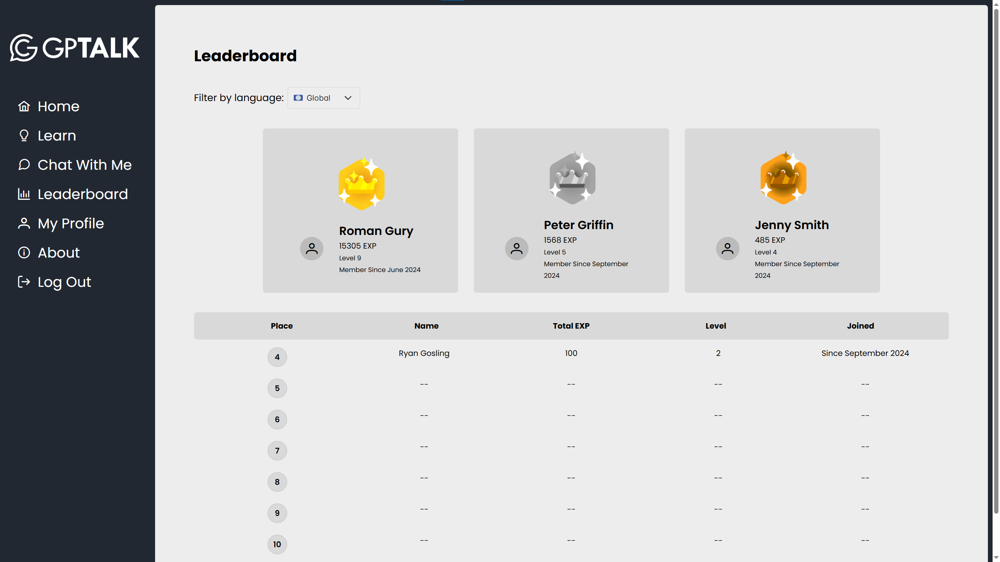 GPTALK
Home
Learn
Chat With Me
Leaderboard
My Profile
About
Log Out
Leaderboard
Filter by language: Global
Roman Gury
15305 EXP
Level 9
Member Since June 2024
Peter Griffin
1568 EXP
Level 5
Member Since September
2024
Jenny Smith
485 EXP
Level 4
Member Since September
2024
Place Name Total EXP Level Joined
4 Ryan Gosling 100 2 Since September 2024
5 -- -- -- --
6 -- -- -- --
7 -- -- -- --
8 -- -- -- --
9 -- -- -- --
10 -- -- -- --